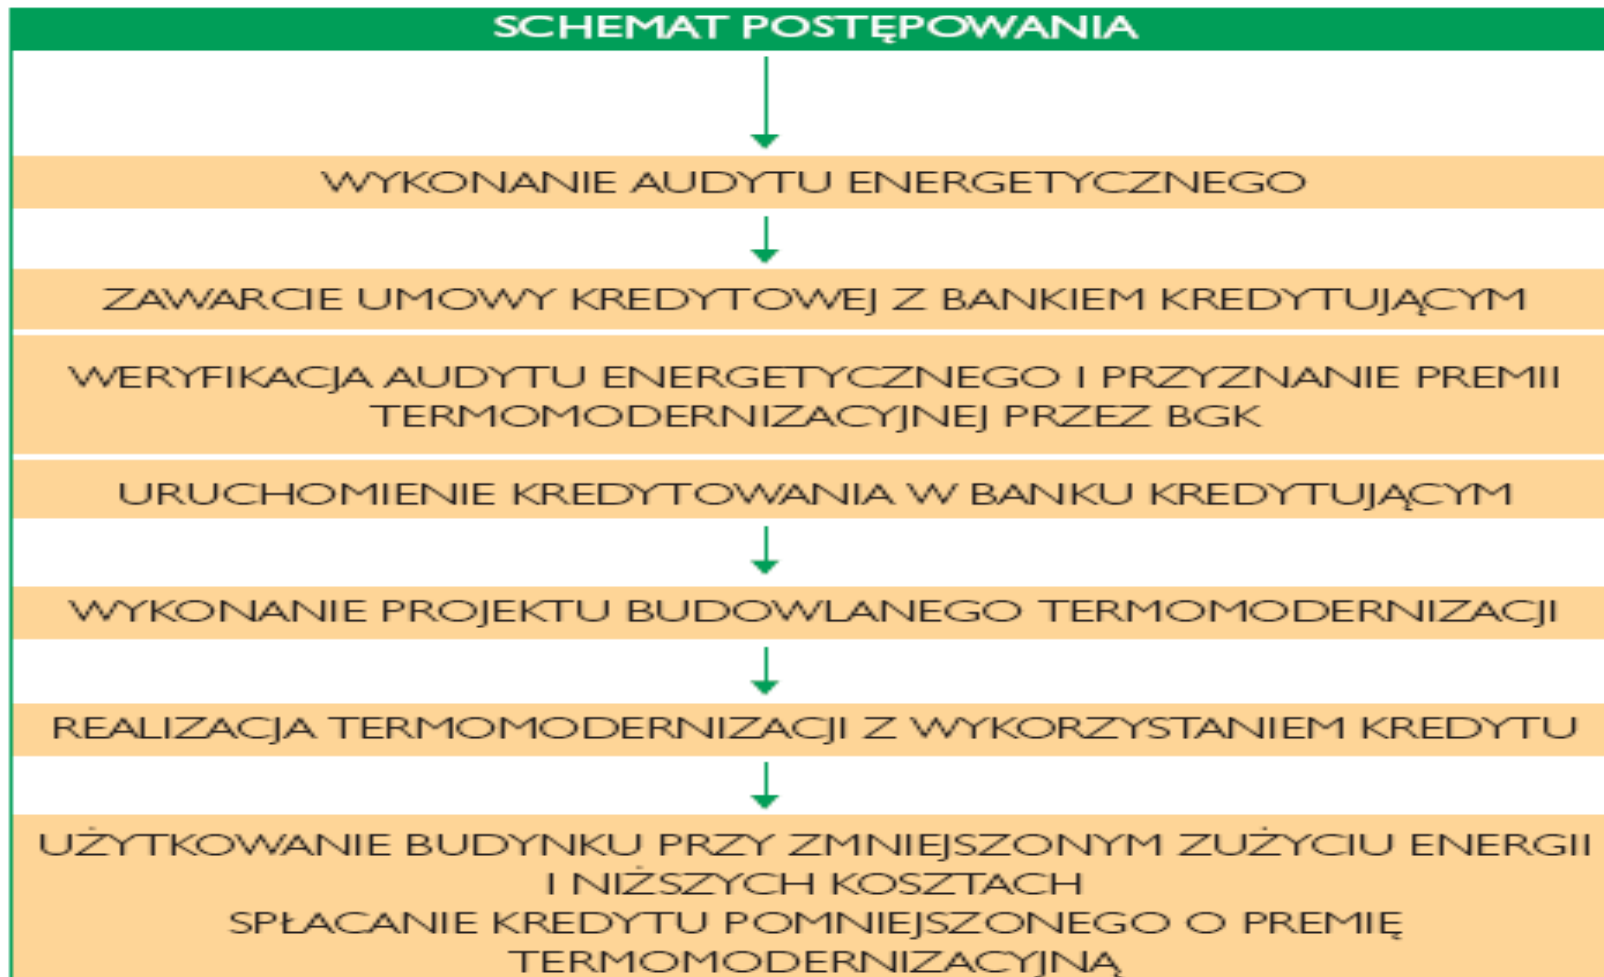 SCHEMAT POSTĘPOWANIA
WYKONANIE AUDYTU ENERGETYCZNEGO
ZAWARCIE UMOWY KREDYTOWEJ Z BANKIEM KREDYTUJĄCYM
WERYFIKACJA AUDYTU ENERGETYCZNEGO I PRZYZNANIE PREMII
TERMOMODERNIZACYJNEJ PRZEZ BGK
URUCHOMIENIE KREDYTOWANIA W BANKU KREDYTUJĄCYM
WYKONANIE PROJEKTU BUDOWLANEGO TERMOMODERNIZACJI
REALIZACJA TERMOMODERNIZACJI Z WYKORZYSTANIEM KREDYTU
UŻYTKOWANIE BUDYNKU PRZY ZMNIEJSZONYM ZUŻYCIU ENERGII
I NIŻSZYCH KOSZTACH
SPŁACANIE KREDYTU POMNIEJSZONEGO O PREMIĘ
TERMOMODERNIZACYJNĄ